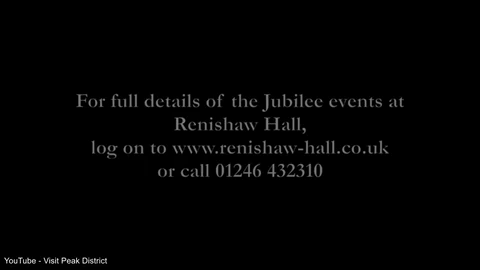 For full details of the Jubilee events at
Renishaw Hall,
log on to www.renishaw-hall.co.uk
or call 01246 432310
YouTube - Visit Peak District